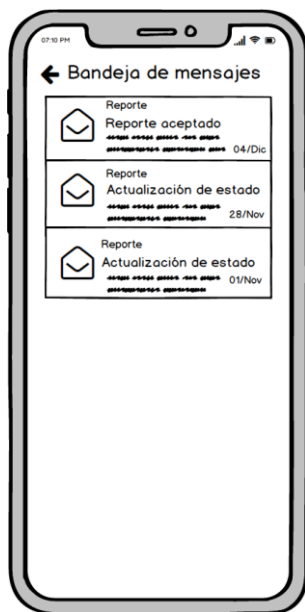 07:10 PM
Bandeja de mensajes
Reporte
Reporte aceptado
04/Dic
Reporte
Actualización de estado
28/Nov
Reporte
Actualización de estado
01/Nov